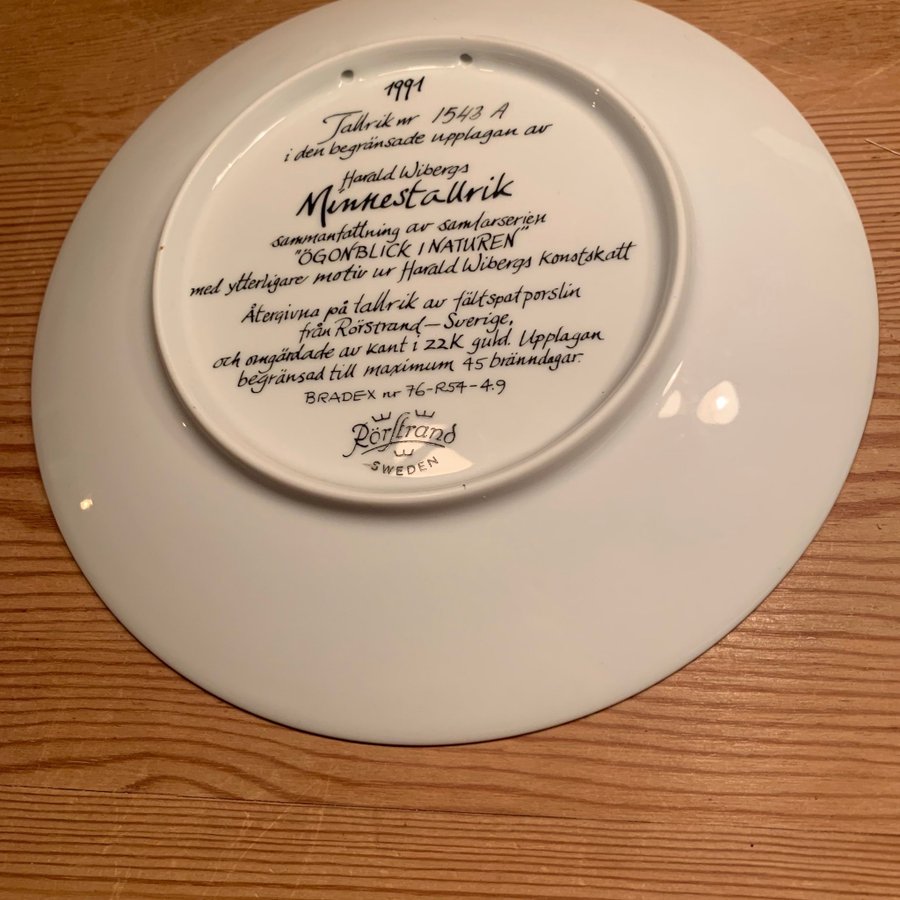 1991
Tallrik nr 1543 A
i den begränsade upplagan av
Harald Wibergs
Minnestallrik
sammanfattning av samlarserien
"ÖGONBLICK I NATUREN"
med ytterligare motiv ur Harald Wibergs Konstskatt
Återgivna på tallrik av fältspatporslin
från Rörstrand - Sverige,
och omgärdade av kant i 22K guld. Upplagan
begränsad till maximum 45 bränndagar.
BRADEX nr 76-R54-4.9
Rörstrand
SWEDEN